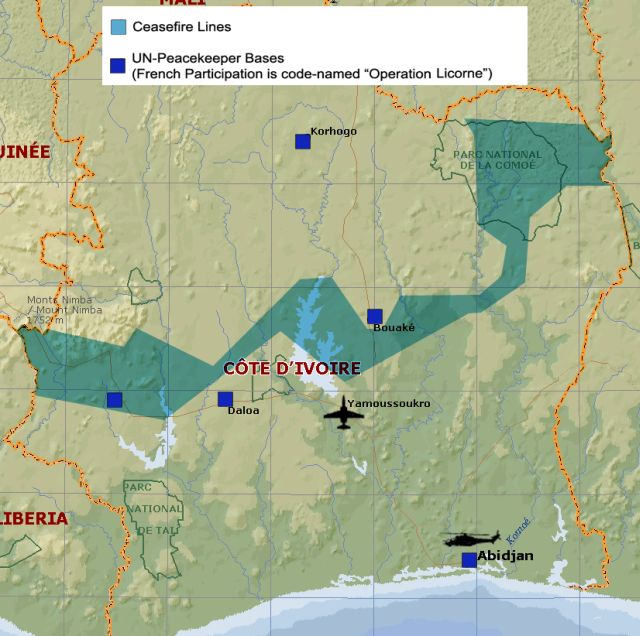 MALI
Ceasefire Lines
UN-Peacekeeper Bases
(French Participation is code-named “Operation Licorne”)
Korhogo
UINÉE
PARC NATIONAL
DE LA COMOÉ
Monts Nimba
/ Mount Nimba
1752 m
Bouaké
CÔTE D’IVOIRE
Daloa
Yamoussoukro
PARC
NATIONAL
DE TAÏ
LIBERIA
Komoé
Abidjan